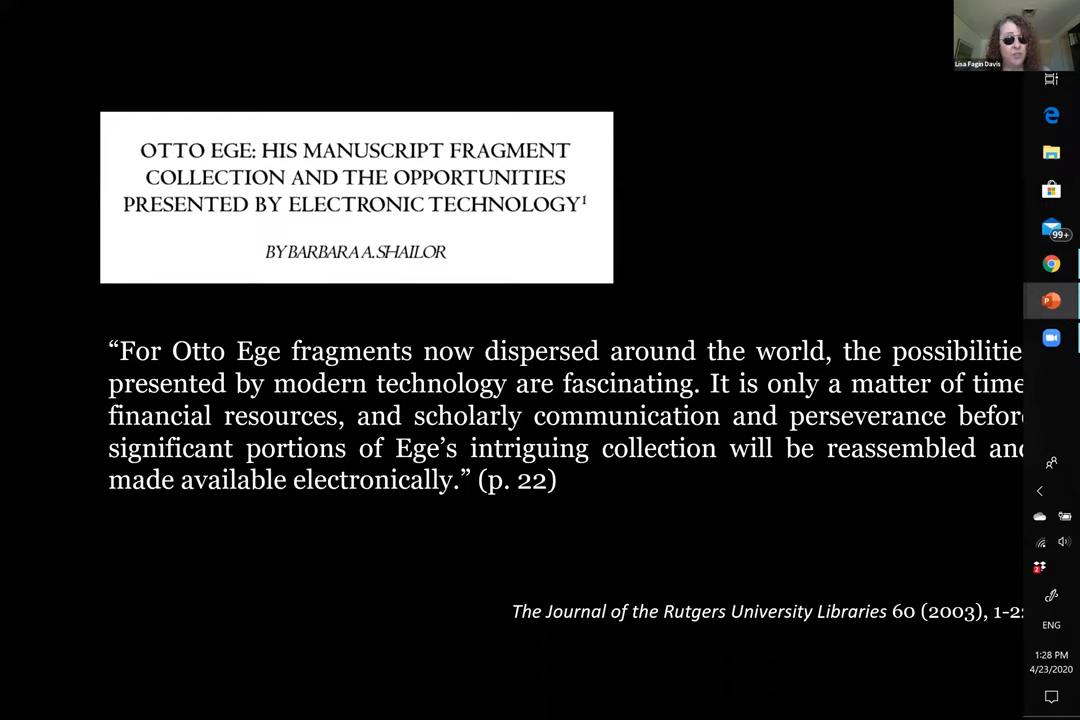 Lisa Fagin Davis
OTTO EGE: HIS MANUSCRIPT FRAGMENT
COLLECTION AND THE OPPORTUNITIES
PRESENTED BY ELECTRONIC TECHNOLOGY¹
BY BARBARA A. SHAILOR
99+
“For Otto Ege fragments now dispersed around the world, the possibilitie
presented by modern technology are fascinating. It is only a matter of time
financial resources, and scholarly communication and perseverance befor
significant portions of Ege’s intriguing collection will be reassembled an
made available electronically.” (p. 22)
The Journal of the Rutgers University Libraries 60 (2003), 1-22
ENG
1:28 PM
4/23/2020